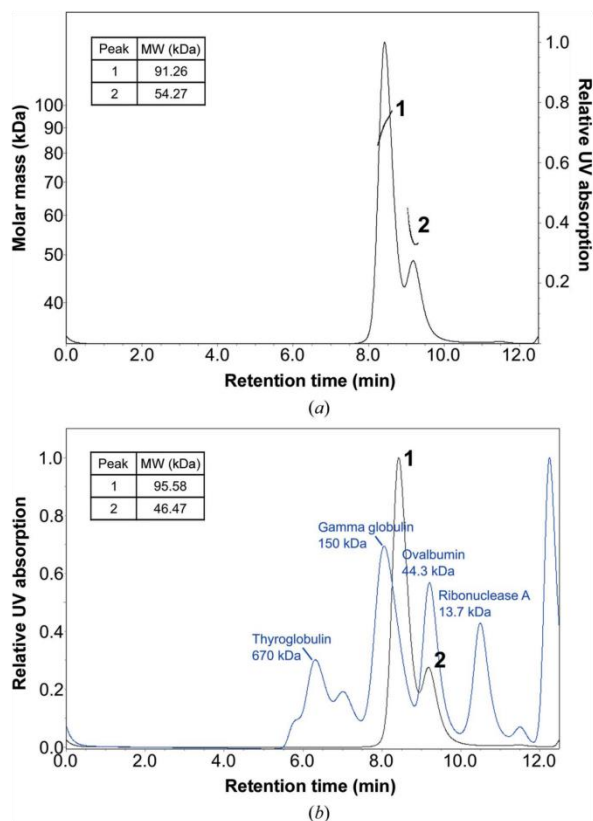 Peak MW (kDa)
1 91.26
2 54.27
Molar mass (kDa)
100
90
80
70
60
50
40
1
2
1.0
0.8
0.6
0.4
0.2
Relative UV absorption
0.0 2.0 4.0 6.0 8.0 10.0 12.0
Retention time (min)
(a)
Peak MW (kDa)
1 95.58
2 46.47
Relative UV absorption
1.0
0.8
0.6
0.4
0.2
0.0
1
Gamma globulin
150 kDa
Ovalbumin
44.3 kDa
Ribonuclease A
13.7 kDa
Thyroglobulin
670 kDa
2
0.0 2.0 4.0 6.0 8.0 10.0 12.0
Retention time (min)
(b)